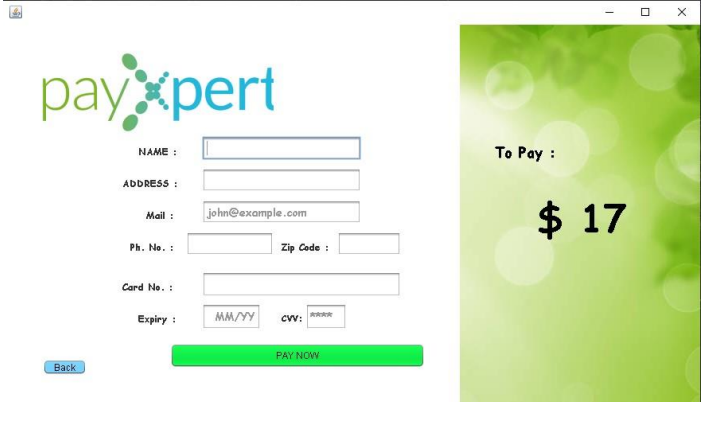 payxpert
NAME :
ADDRESS :
Mail : john@example.com
Ph. No. : Zip Code :
Card No. :
Expiry : MM/YY CVV: ****
PAY NOW
Back
To Pay :
$ 17